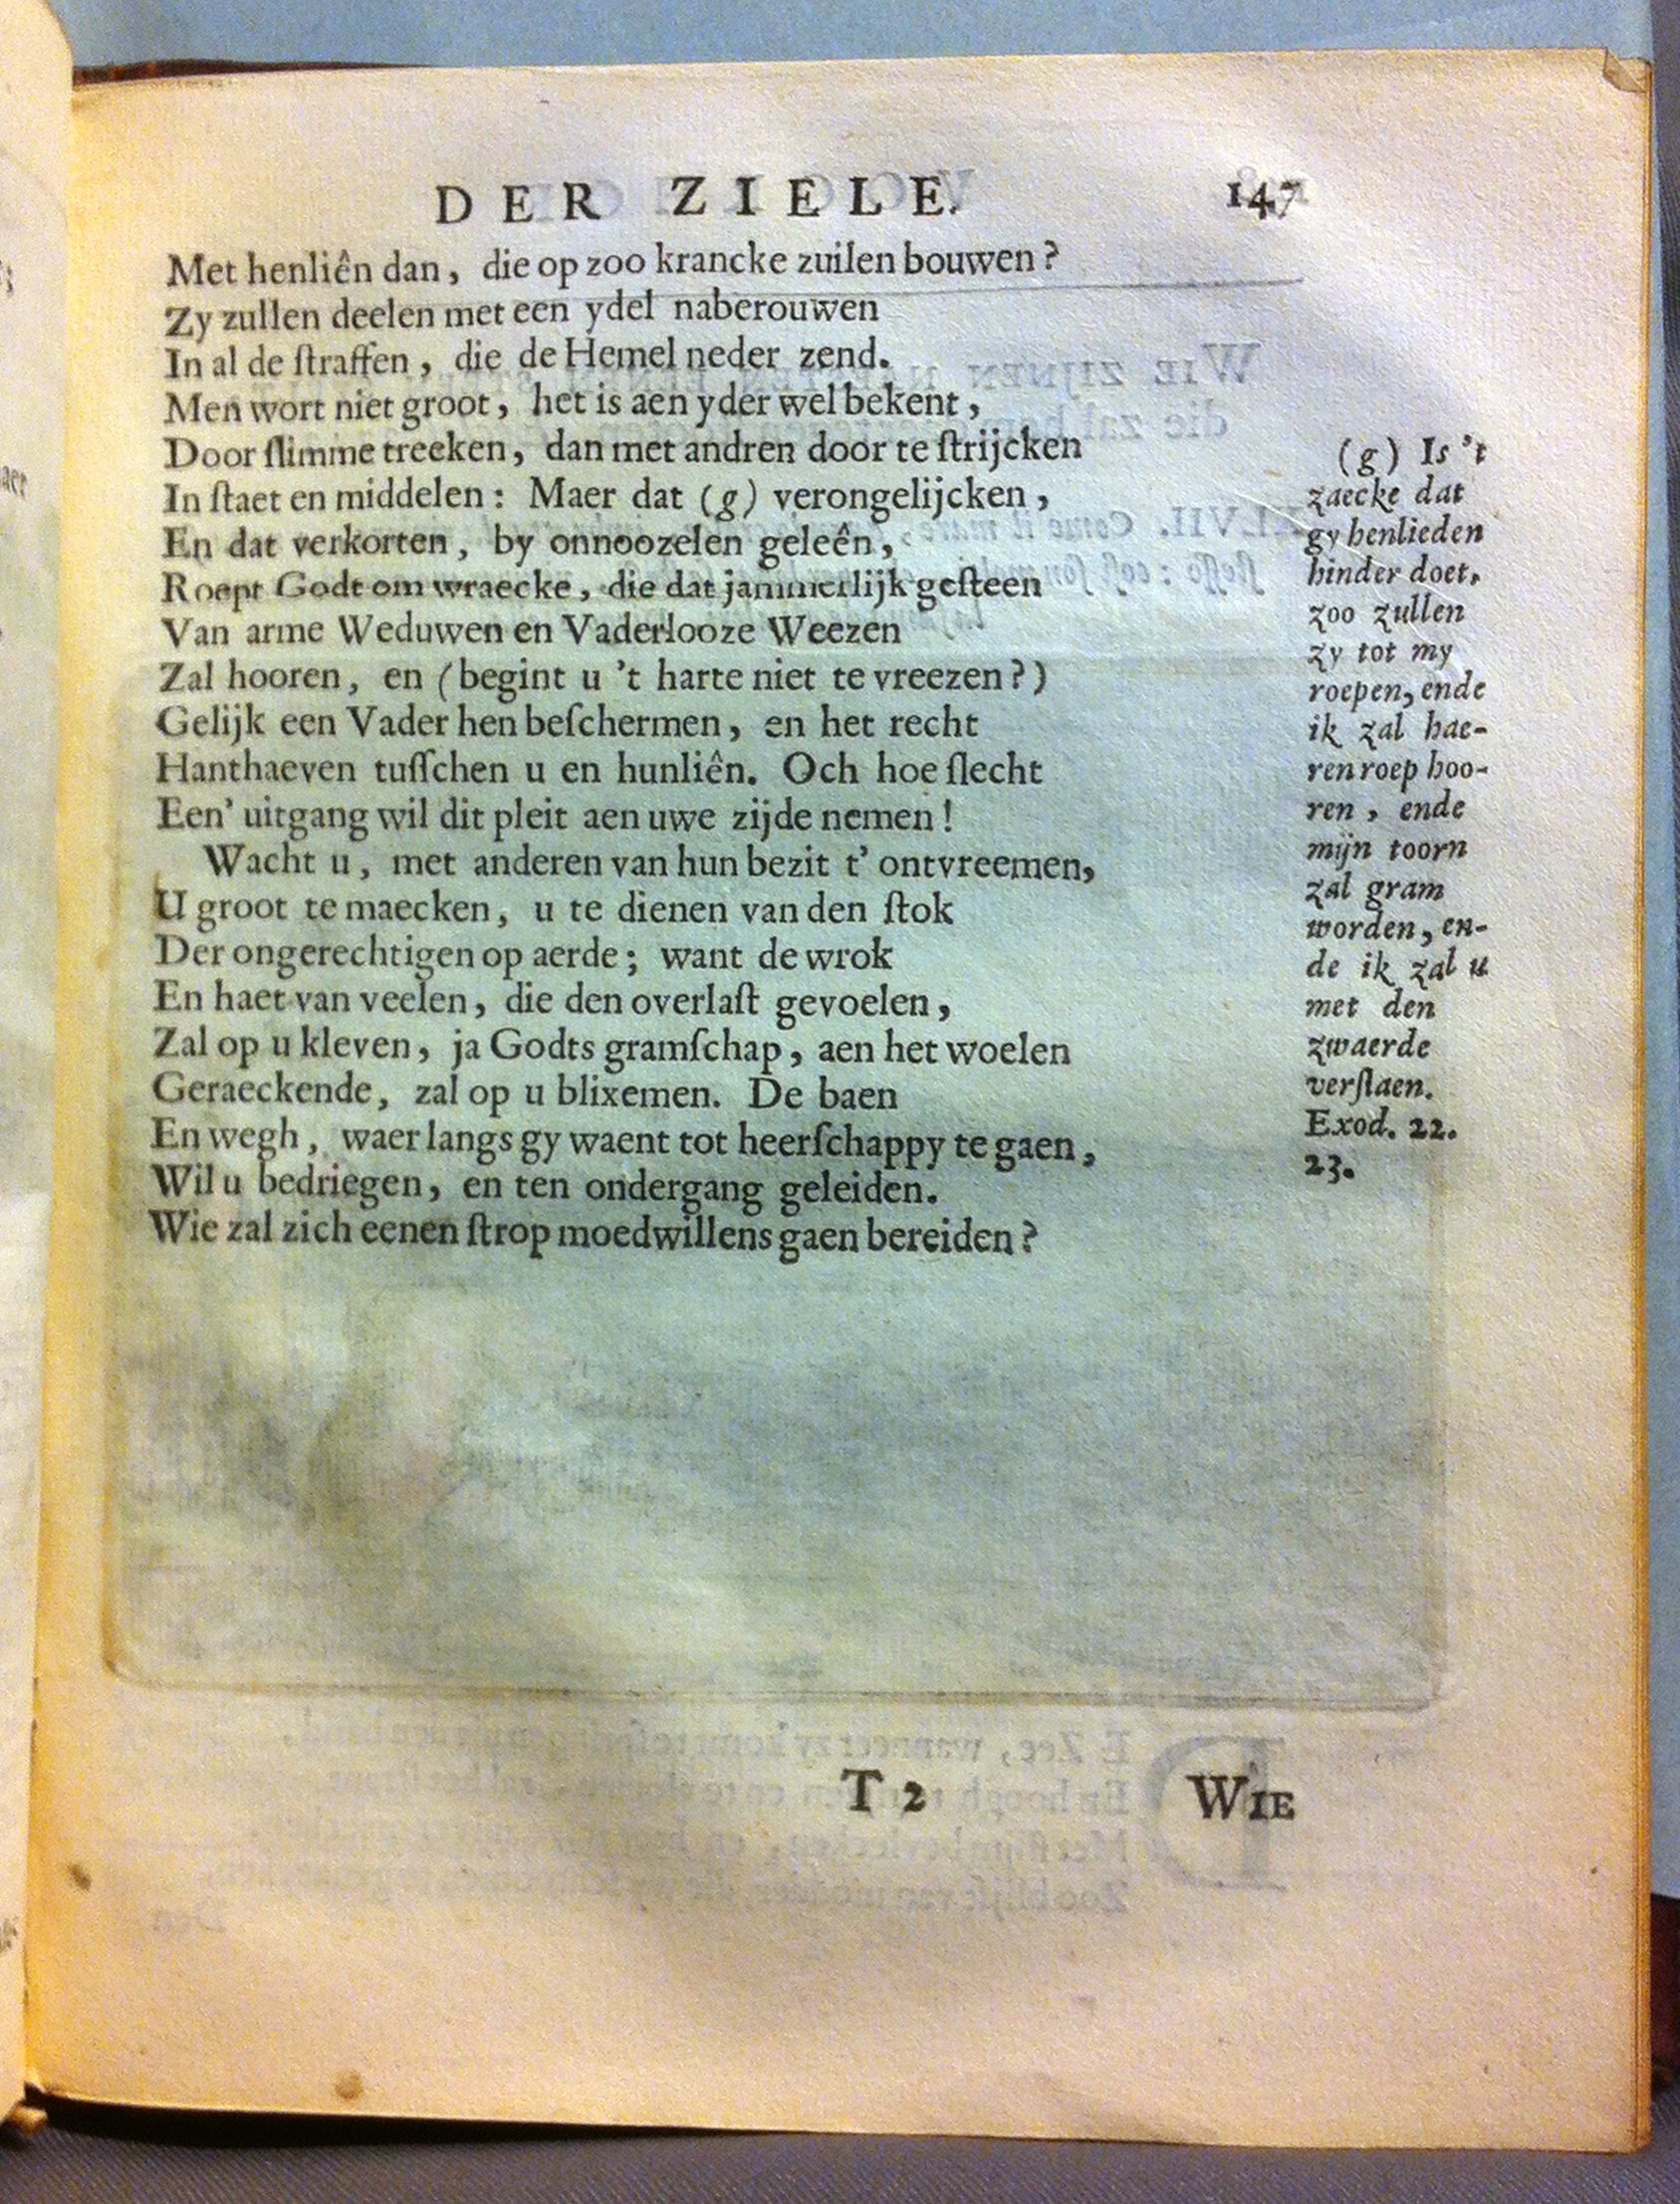 DER ZIELE. 147
Met henliên dan, die op zoo krancke zuilen bouwen?
Zy zullen deelen met een ydel naberouwen
In al de ſtraffen, die de Hemel neder zend.
Men wort niet groot, het is aen yder wel bekent,
Door ſlimme treeken, dan met andren door te ſtrijcken
In ſtaet en middelen: Maer dat (g) verongelijcken,
En dat verkorten, by onnoozelen geleên,
Roept Godt om wraecke, die dat jammerlijk geſteen
Van arme Weduwen en Vaderlooze Weezen
Zal hooren, en (begint u 't harte niet te vreezen?)
Gelijk een Vader hen beſchermen, en het recht
Hanthaeven tuſſchen u en hunliên. Och hoe ſlecht
Een' uitgang wil dit pleit aen uwe zijde nemen!
Wacht u, met anderen van hun bezit t' ontvreemen,
U groot te maecken, u te dienen van den ſtok
Der ongerechtigen op aerde; want de wrok
En haet van veelen, die den overlaſt gevoelen,
Zal op u kleven, ja Godts gramſchap, aen het woelen
Geraeckende, zal op u blixemen. De baen
En wegh, waer langs gy waent tot heerſchappy te gaen,
Wil u bedriegen, en ten ondergang geleiden.
Wie zal zich eenen ſtrop moedwillens gaen bereiden?
(g) Is 't
zaecke dat
gy henlieden
hinder doet,
zoo zullen
zy tot my
roepen, ende
ik zal hae-
ren roep hoo-
ren, ende
mijn toorn
zal gram
worden, en-
de ik zal u
met den
zwaerde
verſlaen.
Exod. 22.
23.
T 2 WIE